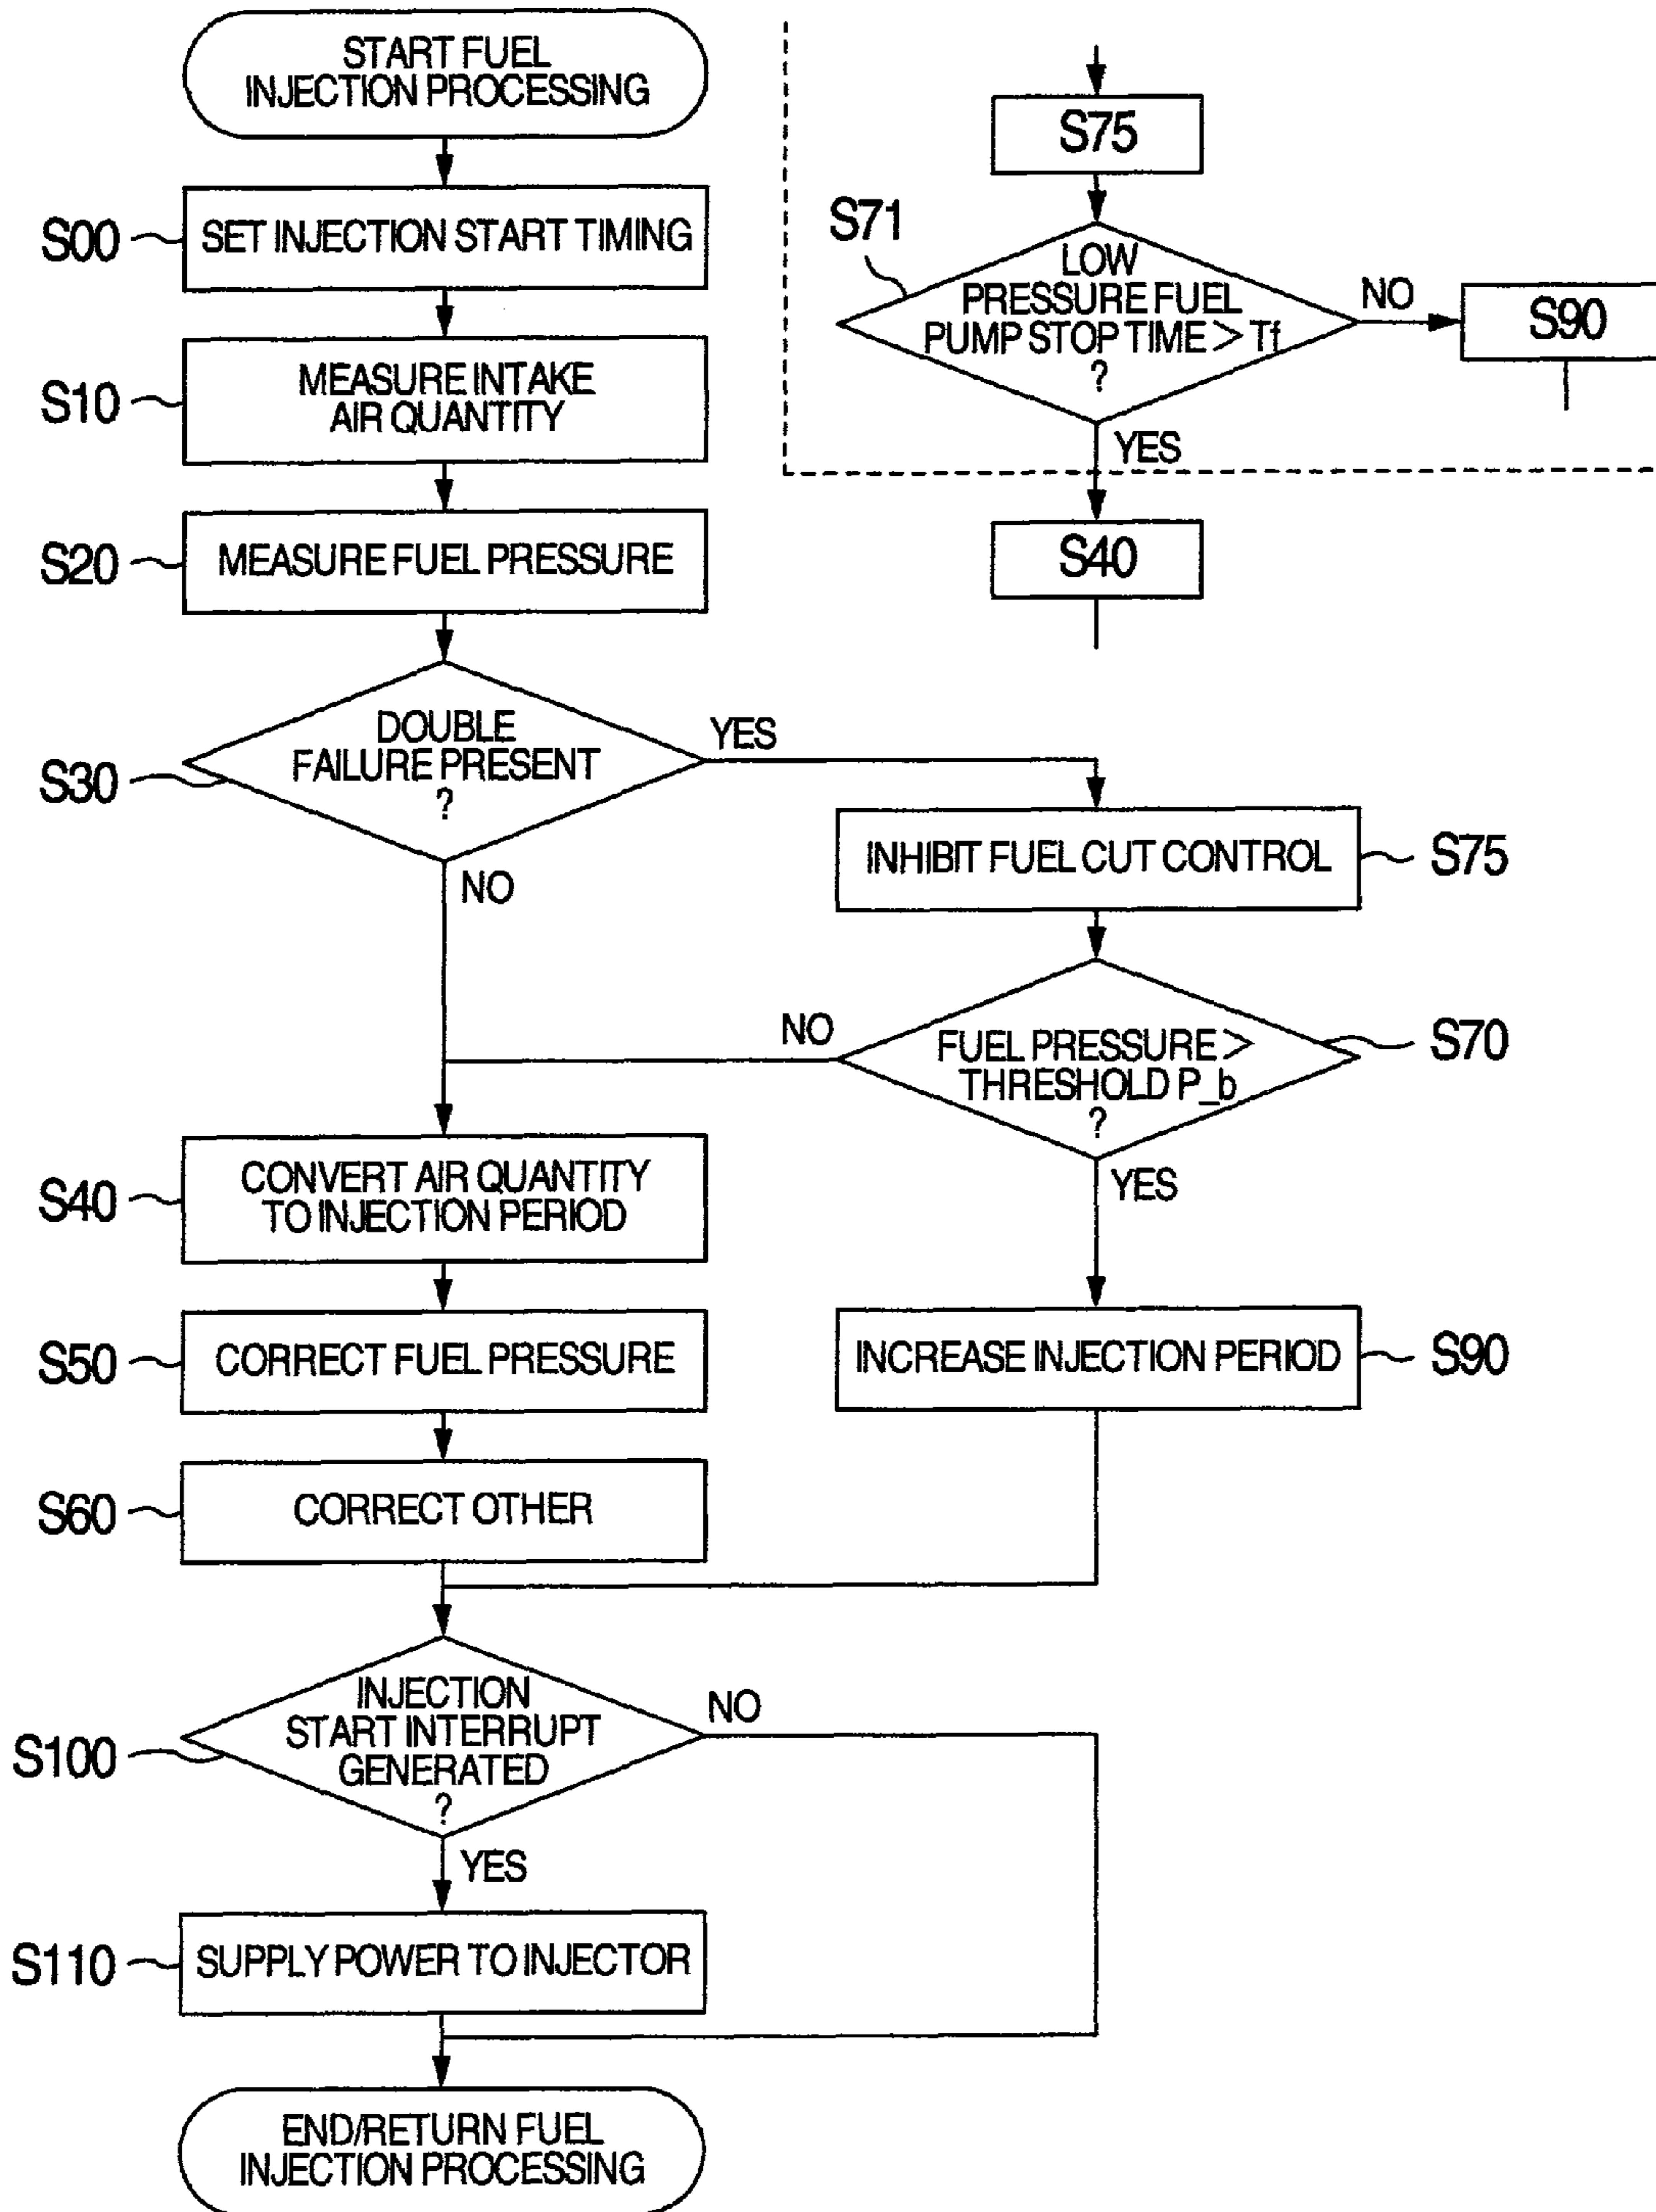 START FUEL
INJECTION PROCESSING
S00
SET INJECTION START TIMING
S10
MEASURE INTAKE
AIR QUANTITY
S20
MEASURE FUEL PRESSURE
S30
DOUBLE
FAILURE PRESENT
?
YES
NO
S75
INHIBIT FUEL CUT CONTROL
S70
FUEL PRESSURE >
THRESHOLD P_b
?
NO
YES
S40
CONVERT AIR QUANTITY
TO INJECTION PERIOD
S50
CORRECT FUEL PRESSURE
S90
INCREASE INJECTION PERIOD
S60
CORRECT OTHER
S100
INJECTION
START INTERRUPT
GENERATED
?
NO
YES
S110
SUPPLY POWER TO INJECTOR
END/RETURN FUEL
INJECTION PROCESSING
S75
S71
LOW
PRESSURE FUEL
PUMP STOP TIME > Tf
?
NO
S90
YES
S40